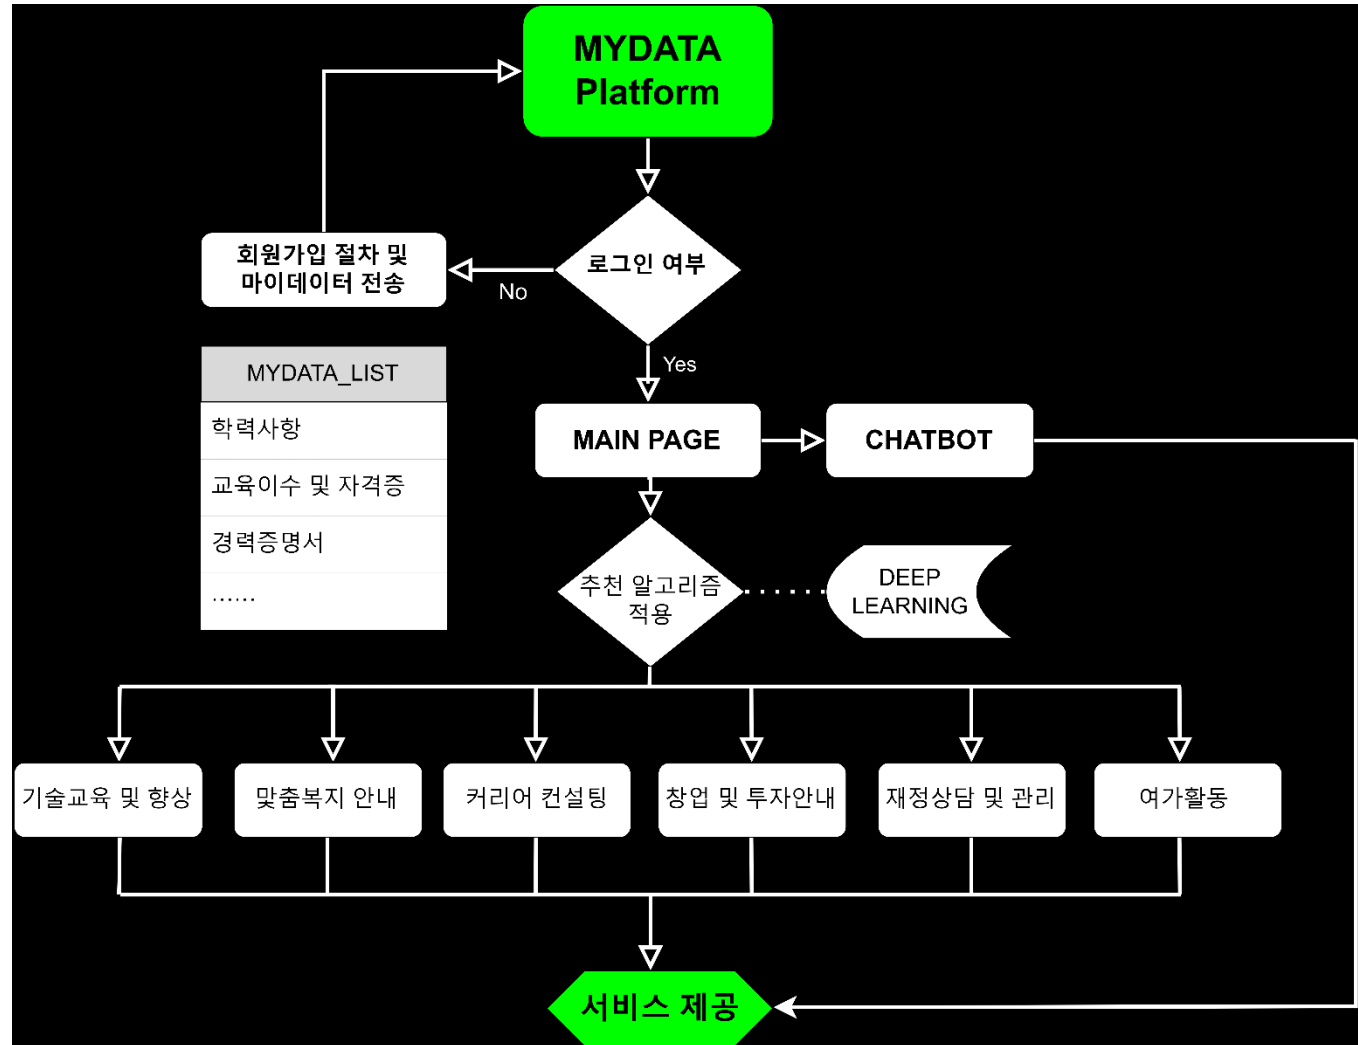 MYDATA
Platform
회원가입 절차 및
마이데이터 전송
로그인 여부
No
Yes
MYDATA_LIST
학력사항
교육이수 및 자격증
경력증명서
......
MAIN PAGE
CHATBOT
추천 알고리즘
적용
DEEP
LEARNING
기술교육 및 향상
맞춤복지 안내
커리어 컨설팅
창업 및 투자안내
재정상담 및 관리
여가활동
서비스 제공